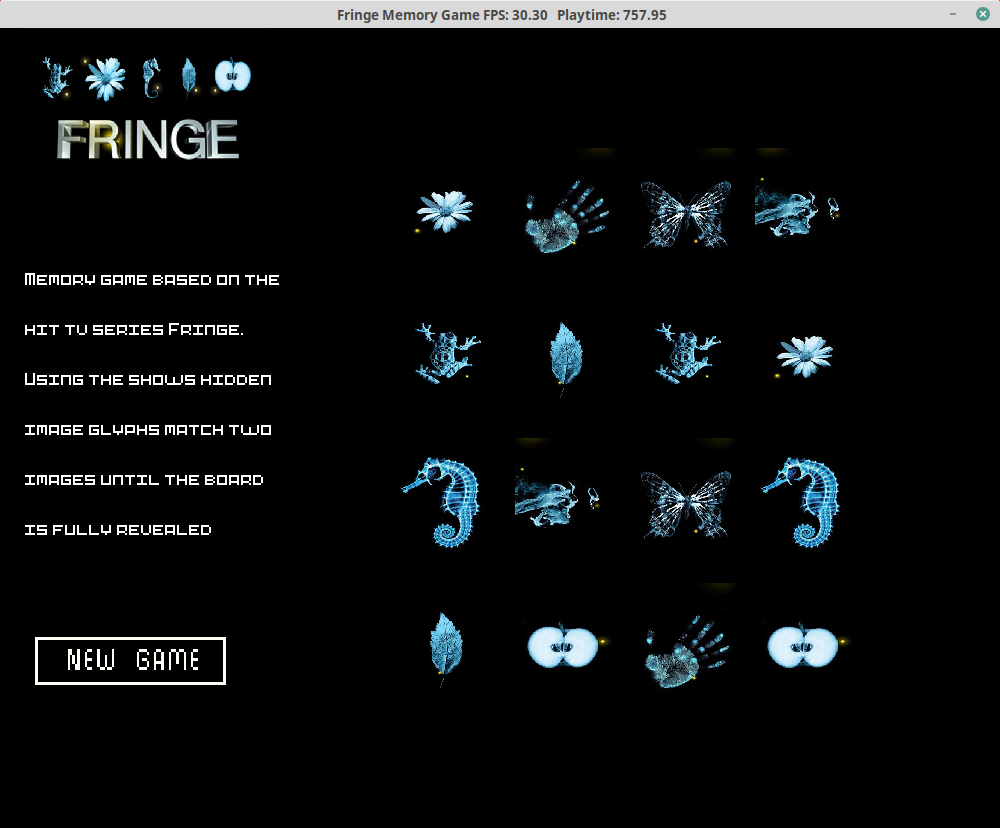 Fringe Memory Game FPS: 30.30 Playtime: 757.95
FRINGE
Memory game based on the
hit tv series Fringe.
Using the shows hidden
image glyphs match two
images until the board
is fully revealed
NEW GAME